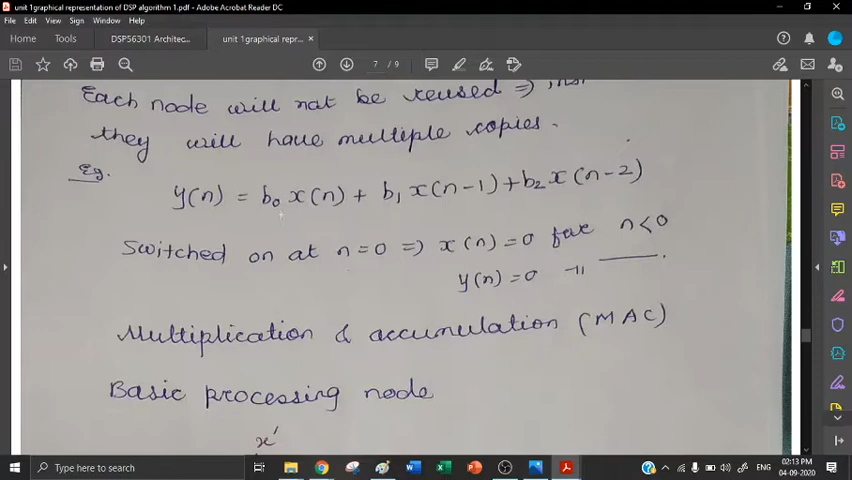 unit 1graphical representation of DSP algorithm 1.pdf - Adobe Acrobat Reader DC
File Edit View Sign Window Help
Home Tools DSP56301 Architec... unit 1graphical repr... ×
7 / 9
Each node will not be reused ⇒
they will have multiple copies.
Eg.
y(n) = b₀ x(n) + b₁ x(n-1) + b₂ x(n-2)
Switched on at n=0 ⇒ x(n)=0 for n<0
y(n)=0 -11
Multiplication & accumulation (MAC)
Basic processing node
x'
Type here to search
ENG
02:13 PM
04-09-2020